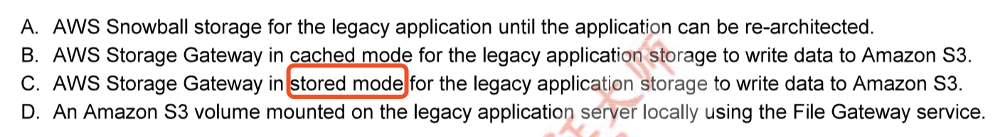 A. AWS Snowball storage for the legacy application until the application can be re-architected.
B. AWS Storage Gateway in cached mode for the legacy application storage to write data to Amazon S3.
C. AWS Storage Gateway in stored mode for the legacy application storage to write data to Amazon S3.
D. An Amazon S3 volume mounted on the legacy application server locally using the File Gateway service.
大师